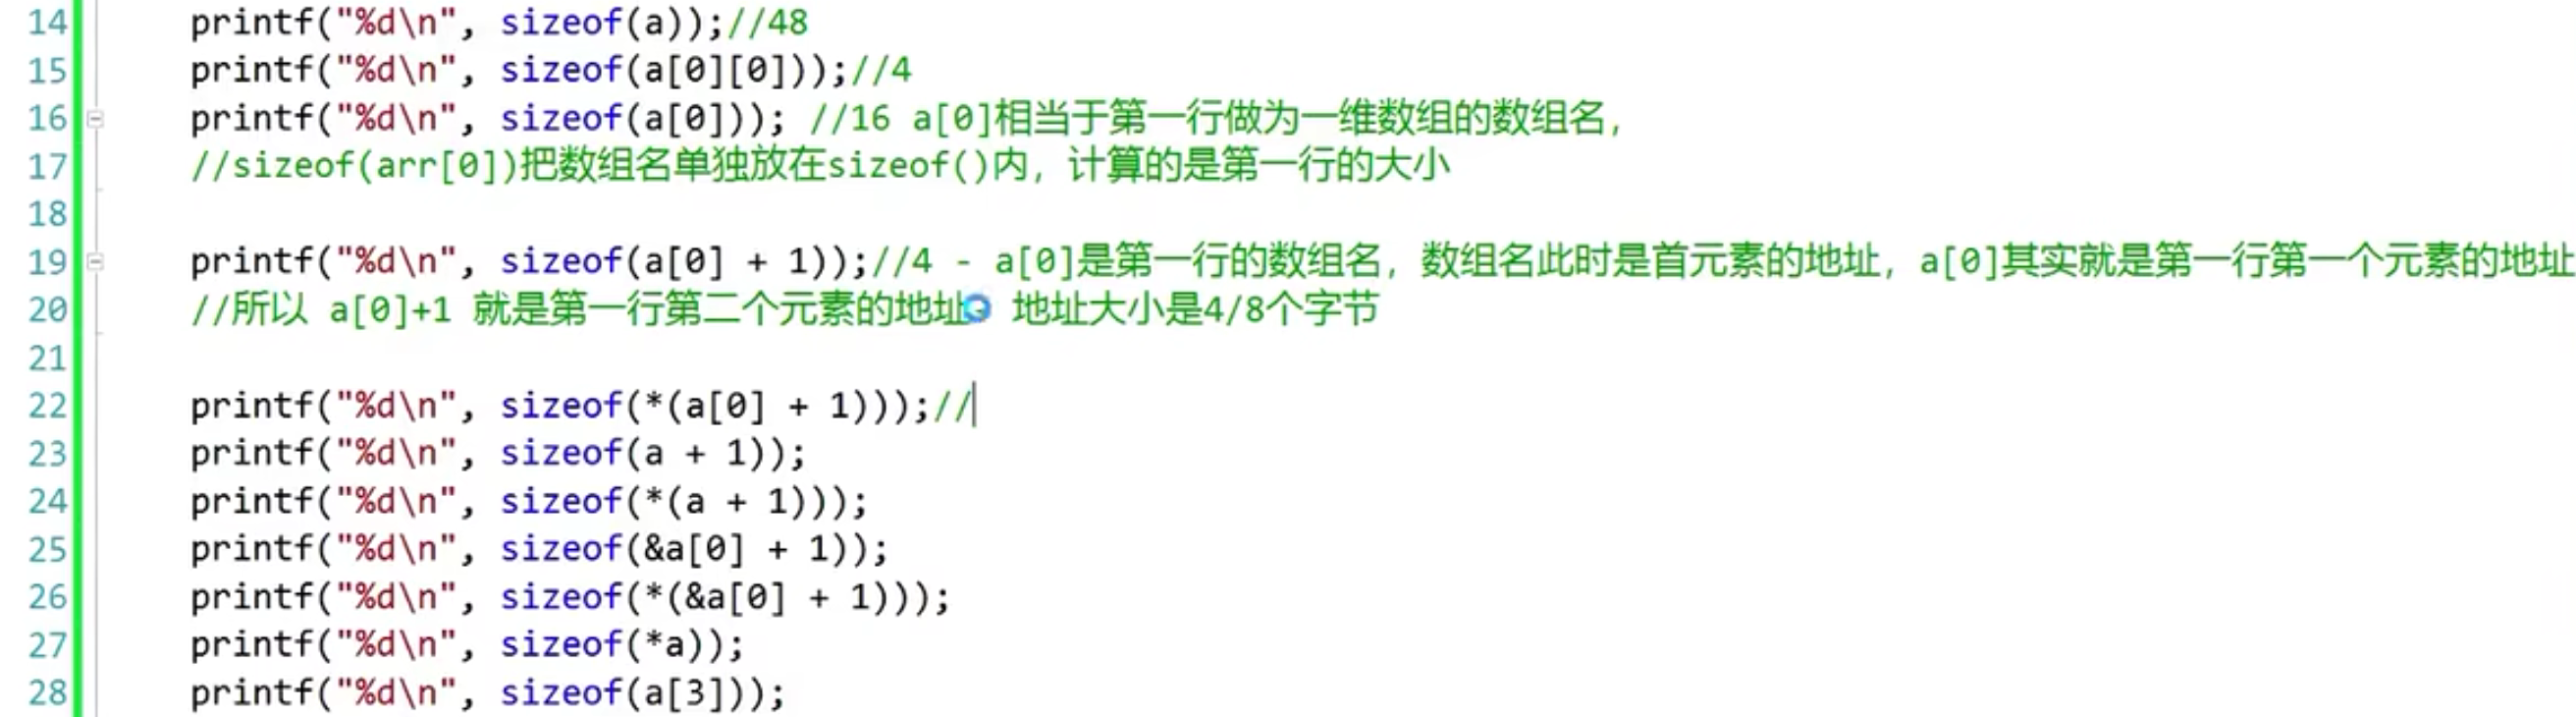 14 printf("%d\n", sizeof(a));//48
15 printf("%d\n", sizeof(a[0][0]));//4
16 printf("%d\n", sizeof(a[0])); //16 a[0]相当于第一行做为一维数组的数组名，
17 //sizeof(arr[0])把数组名单独放在sizeof()内，计算的是第一行的大小
18
19 printf("%d\n", sizeof(a[0] + 1));//4 - a[0]是第一行的数组名，数组名此时是首元素的地址，a[0]其实就是第一行第一个元素的地址
20 //所以 a[0]+1 就是第一行第二个元素的地址 地址大小是4/8个字节
21
22 printf("%d\n", sizeof(*(a[0] + 1)));//
23 printf("%d\n", sizeof(a + 1));
24 printf("%d\n", sizeof(*(a + 1)));
25 printf("%d\n", sizeof(&a[0] + 1));
26 printf("%d\n", sizeof(*(&a[0] + 1)));
27 printf("%d\n", sizeof(*a));
28 printf("%d\n", sizeof(a[3]));